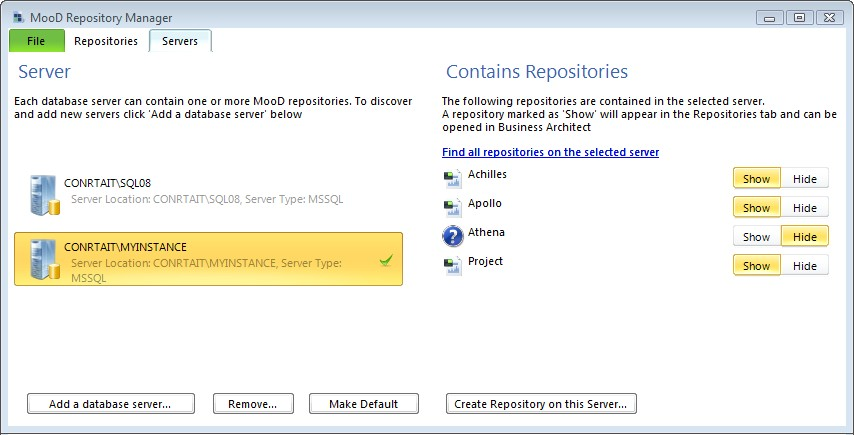 MooD Repository Manager
File Repositories Servers
Server
Each database server can contain one or more MooD repositories. To discover
and add new servers click 'Add a database server' below
CONRTAIT\SQL08
Server Location: CONRTAIT\SQL08, Server Type: MSSQL
CONRTAIT\MYINSTANCE
Server Location: CONRTAIT\MYINSTANCE, Server Type:
MSSQL
Contains Repositories
The following repositories are contained in the selected server.
A repository marked as 'Show' will appear in the Repositories tab and can be
opened in Business Architect
Find all repositories on the selected server
Achilles Show Hide
Apollo Show Hide
Athena Show Hide
Project Show Hide
Add a database server... Remove... Make Default Create Repository on this Server...